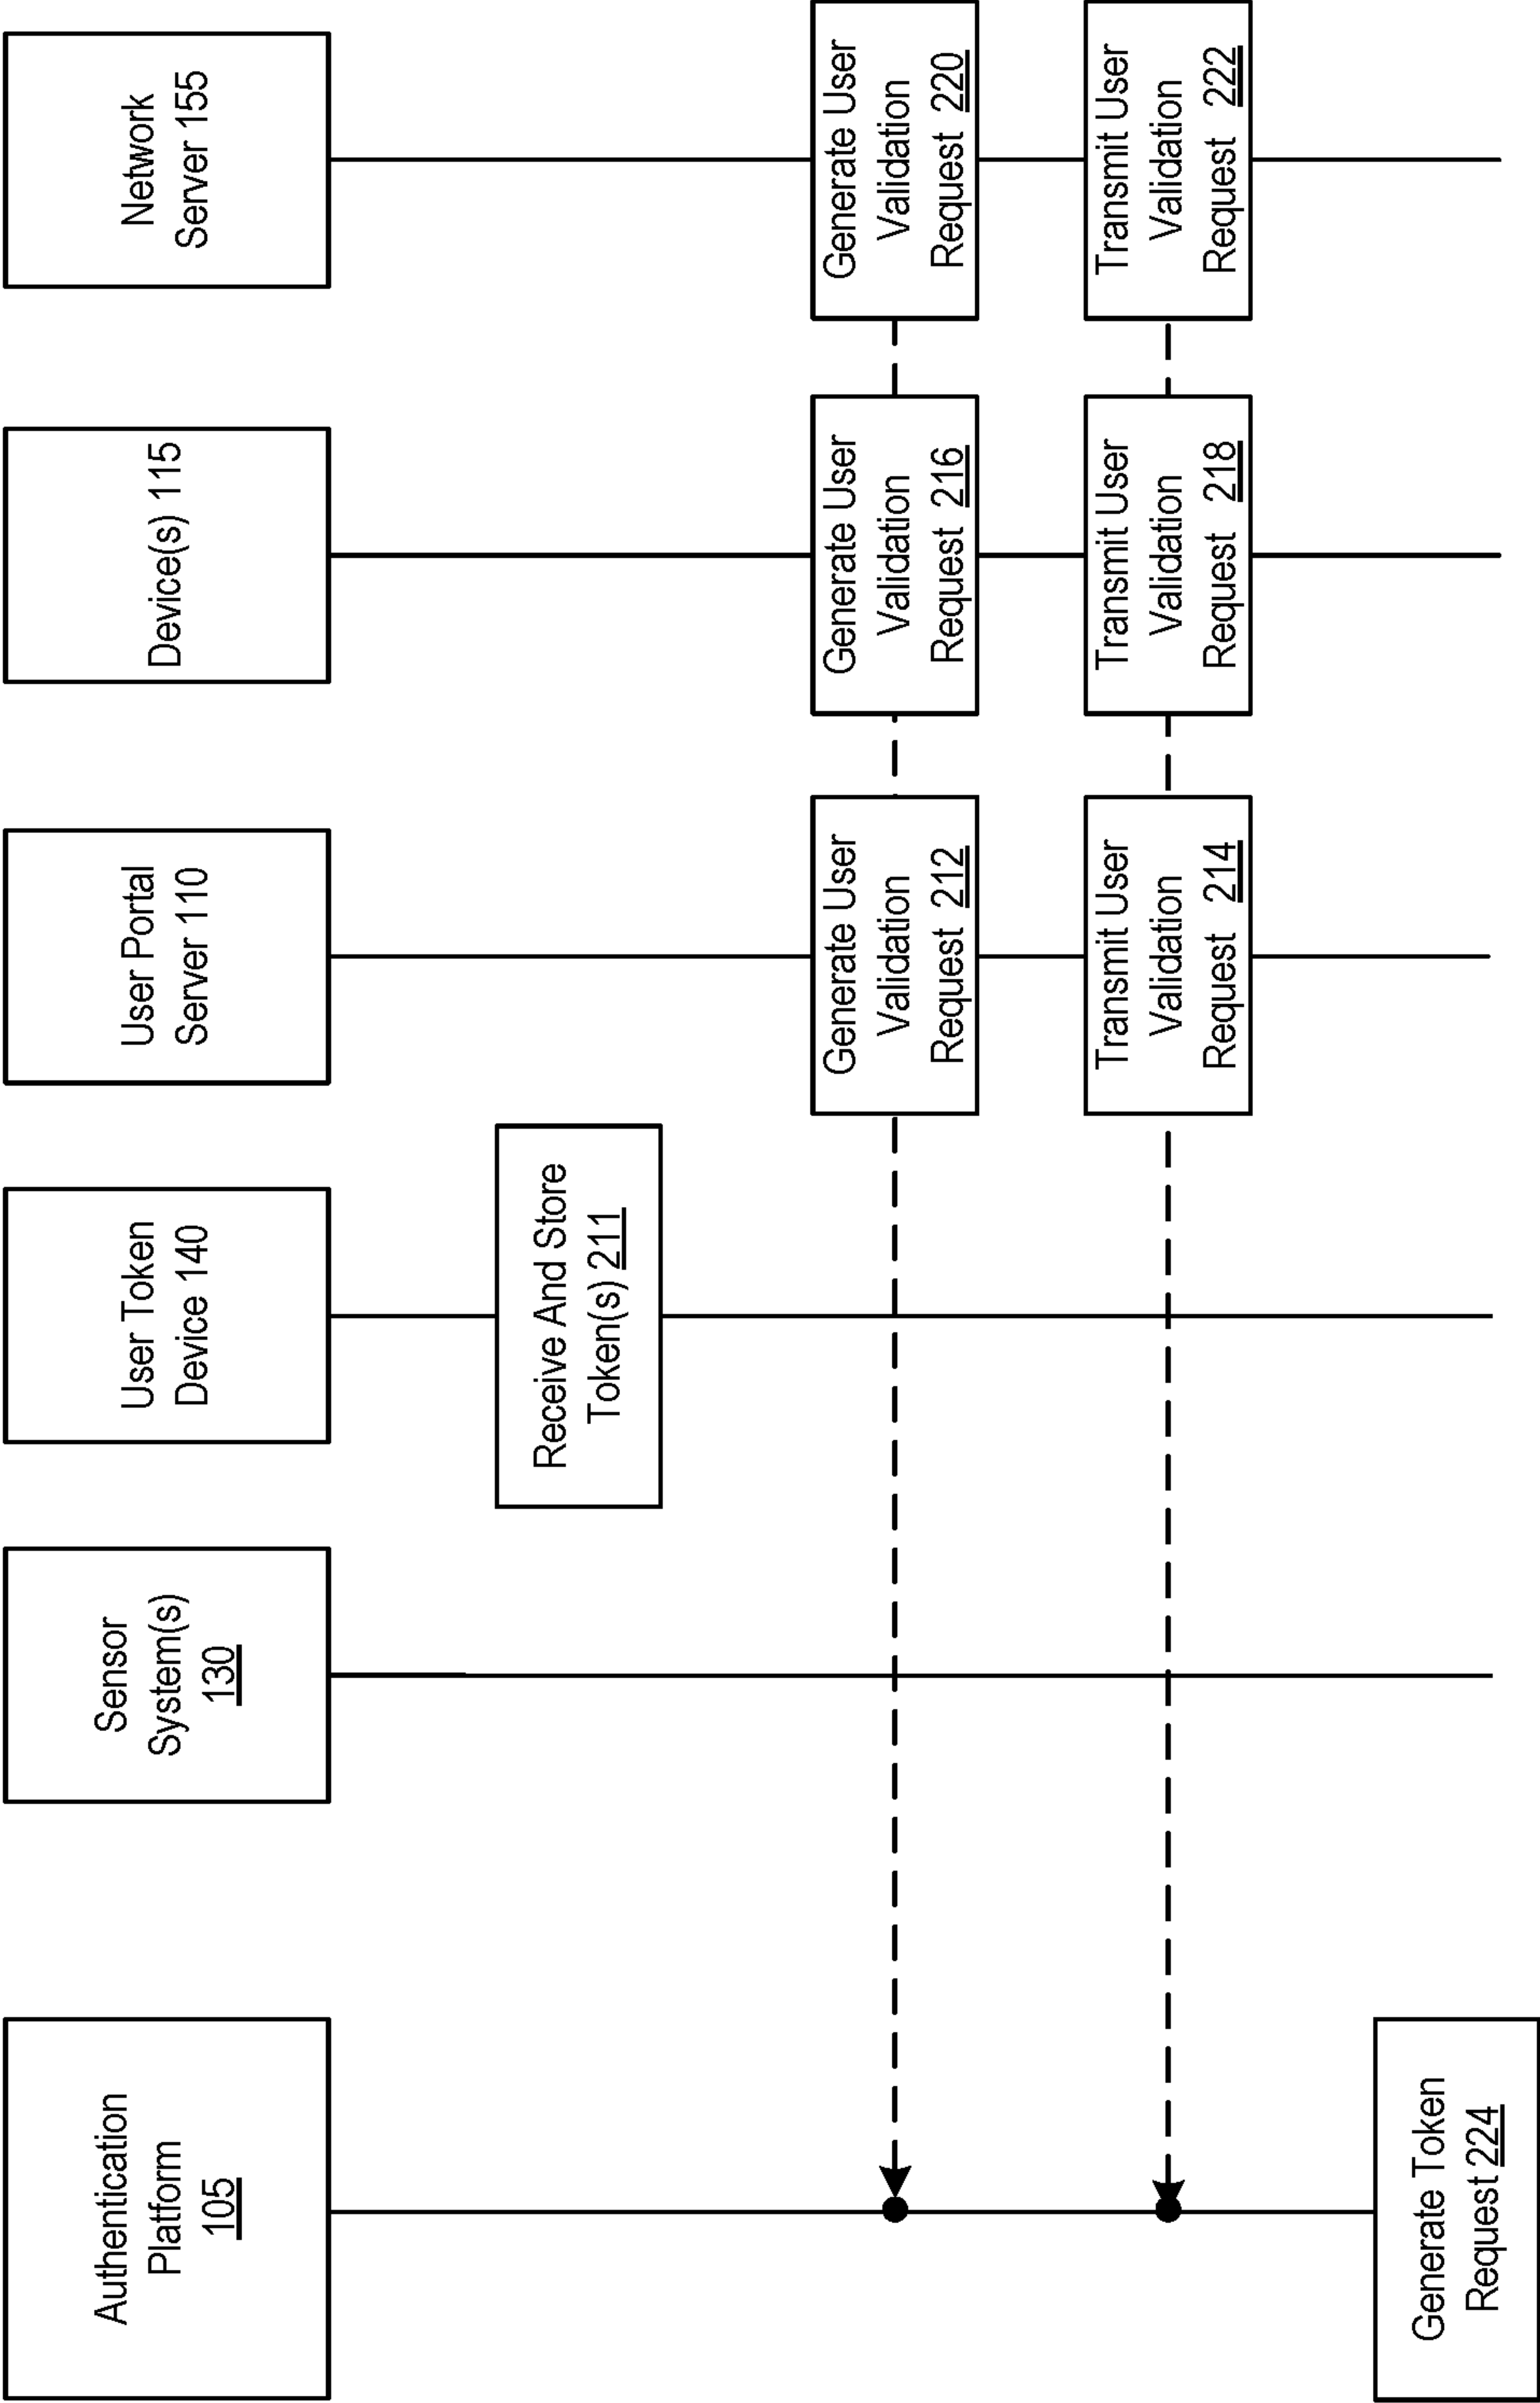 Authentication
Platform
105
Sensor
System(s)
130
User Token
Device 140
User Portal
Server 110
Device(s) 115
Network
Server 155
Receive And Store
Token(s) 211
Generate User
Validation
Request 212
Generate User
Validation
Request 216
Generate User
Validation
Request 220
Transmit User
Validation
Request 214
Transmit User
Validation
Request 218
Transmit User
Validation
Request 222
Generate Token
Request 224